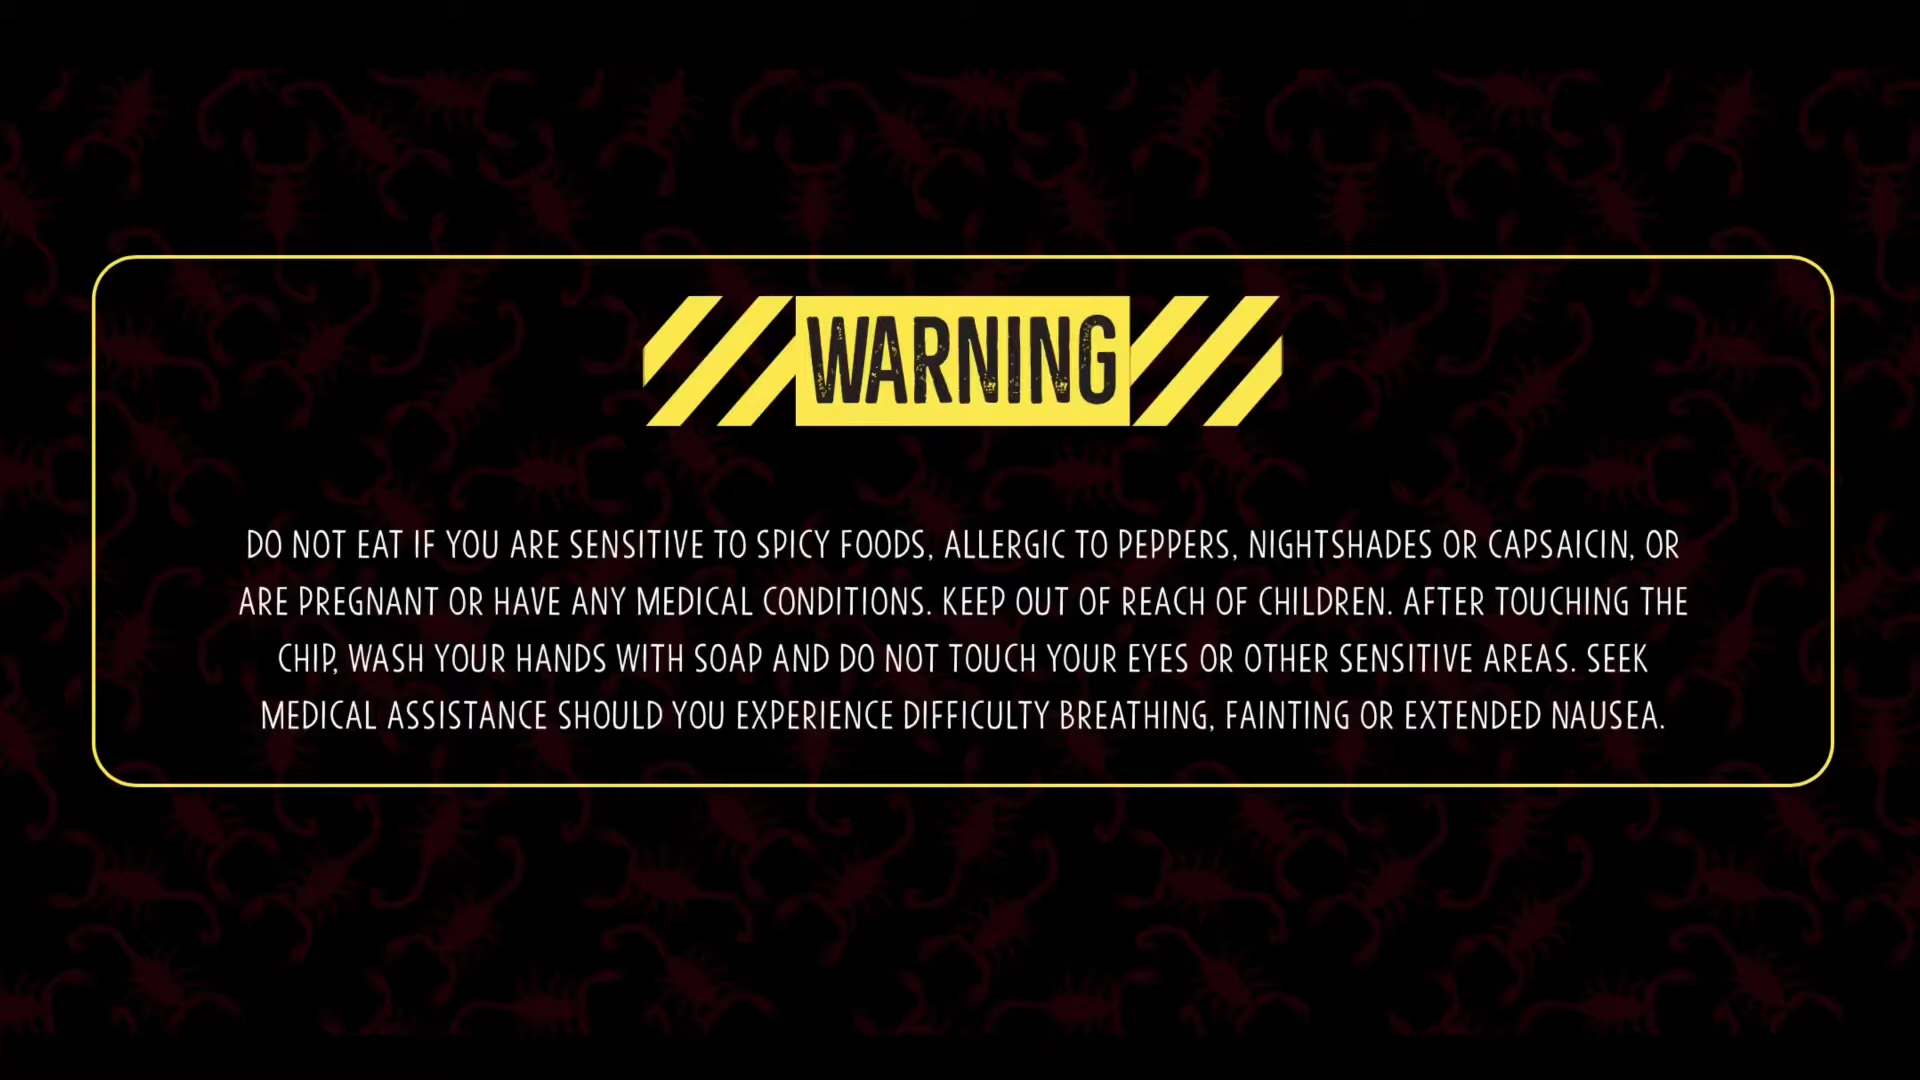 WARNING
DO NOT EAT IF YOU ARE SENSITIVE TO SPICY FOODS, ALLERGIC TO PEPPERS, NIGHTSHADES OR CAPSAICIN, OR
ARE PREGNANT OR HAVE ANY MEDICAL CONDITIONS. KEEP OUT OF REACH OF CHILDREN. AFTER TOUCHING THE
CHIP, WASH YOUR HANDS WITH SOAP AND DO NOT TOUCH YOUR EYES OR OTHER SENSITIVE AREAS. SEEK
MEDICAL ASSISTANCE SHOULD YOU EXPERIENCE DIFFICULTY BREATHING, FAINTING OR EXTENDED NAUSEA.